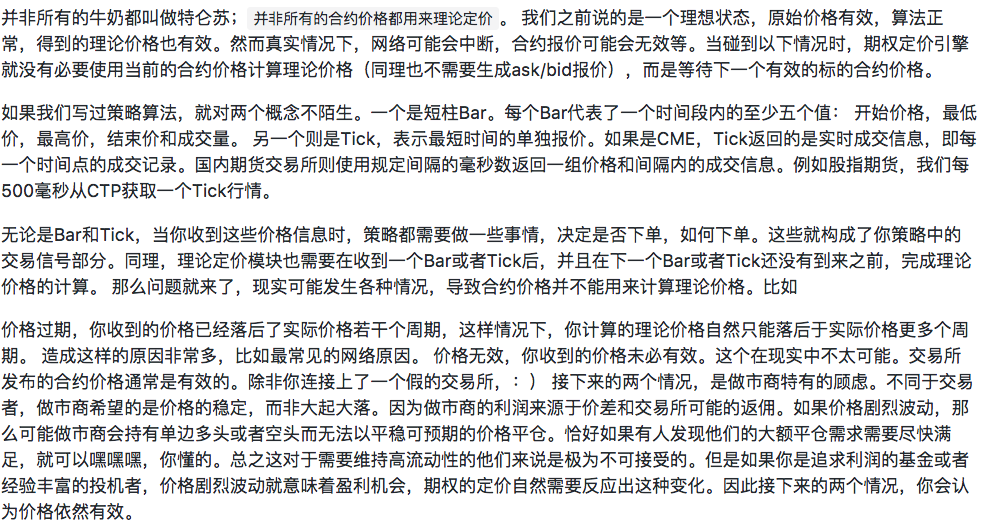 并非所有的牛奶都叫做特仑苏；并非所有的合约价格都用来理论定价 。 我们之前说的是一个理想状态，原始价格有效，算法正
常，得到的理论价格也有效。然而真实情况下，网络可能会中断，合约报价可能会无效等。当碰到以下情况时，期权定价引擎
就没有必要使用当前的合约价格计算理论价格（同理也不需要生成ask/bid报价），而是等待下一个有效的标的合约价格。
如果我们写过策略算法，就对两个概念不陌生。一个是短柱Bar。每个Bar代表了一个时间段内的至少五个值： 开始价格，最低
价，最高价，结束价和成交量。 另一个则是Tick，表示最短时间的单独报价。如果是CME，Tick返回的是实时成交信息，即每
一个时间点的成交记录。国内期货交易所则使用规定间隔的毫秒数返回一组价格和间隔内的成交信息。例如股指期货，我们每
500毫秒从CTP获取一个Tick行情。
无论是Bar和Tick，当你收到这些价格信息时，策略都需要做一些事情，决定是否下单，如何下单。这些就构成了你策略中的
交易信号部分。同理，理论定价模块也需要在收到一个Bar或者Tick后，并且在下一个Bar或者Tick还没有到来之前，完成理论
价格的计算。 那么问题就来了，现实可能发生各种情况，导致合约价格并不能用来计算理论价格。比如
价格过期，你收到的价格已经落后了实际价格若干个周期，这样情况下，你计算的理论价格自然只能落后于实际价格更多个周
期。 造成这样的原因非常多，比如最常见的网络原因。 价格无效，你收到的价格未必有效。这个在现实中不太可能。交易所
发布的合约价格通常是有效的。除非你连接上了一个假的交易所，：） 接下来的两个情况，是做市商特有的顾虑。不同于交易
者，做市商希望的是价格的稳定，而非大起大落。因为做市商的利润来源于价差和交易所可能的返佣。如果价格剧烈波动，那
么可能做市商会持有单边多头或者空头而无法以平稳可预期的价格平仓。恰好如果有人发现他们的大额平仓需求需要尽快满
足，就可以嘿嘿嘿，你懂的。总之这对于需要维持高流动性的他们来说是极为不可接受的。但是如果你是追求利润的基金或者
经验丰富的投机者，价格剧烈波动就意味着盈利机会，期权的定价自然需要反应出这种变化。因此接下来的两个情况，你会认
为价格依然有效。